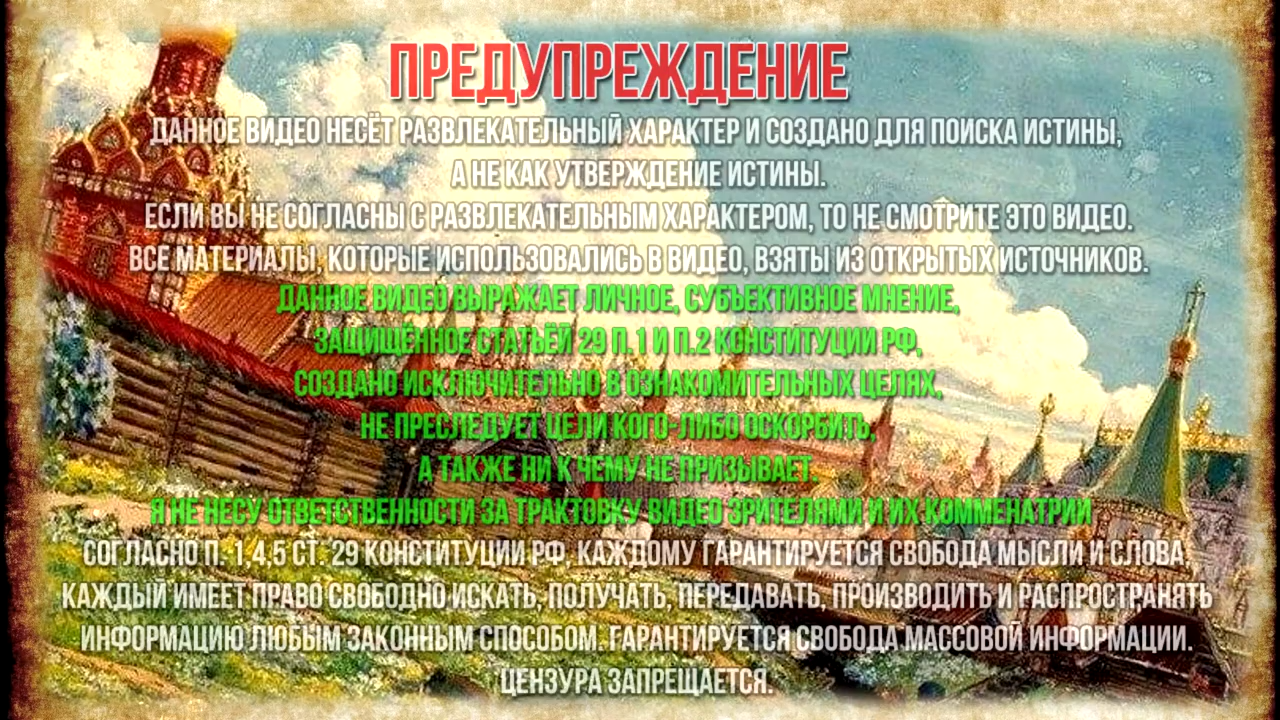 ПРЕДУПРЕЖДЕНИЕ
ДАННОЕ ВИДЕО НЕСЁТ РАЗВЛЕКАТЕЛЬНЫЙ ХАРАКТЕР И СОЗДАНО ДЛЯ ПОИСКА ИСТИНЫ,
А НЕ КАК УТВЕРЖДЕНИЕ ИСТИНЫ.
ЕСЛИ ВЫ НЕ СОГЛАСНЫ С РАЗВЛЕКАТЕЛЬНЫМ ХАРАКТЕРОМ, ТО НЕ СМОТРИТЕ ЭТО ВИДЕО.
ВСЕ МАТЕРИАЛЫ, КОТОРЫЕ ИСПОЛЬЗОВАЛИСЬ В ВИДЕО, ВЗЯТЫ ИЗ ОТКРЫТЫХ ИСТОЧНИКОВ.
ДАННОЕ ВИДЕО ВЫРАЖАЕТ ЛИЧНОЕ, СУБЪЕКТИВНОЕ МНЕНИЕ,
ЗАЩИЩЁННОЕ СТАТЬЁЙ 29 П. 1 И П.2 КОНСТИТУЦИИ РФ,
СОЗДАНО ИСКЛЮЧИТЕЛЬНО В ОЗНАКОМИТЕЛЬНЫХ ЦЕЛЯХ,
НЕ ПРЕСЛЕДУЕТ ЦЕЛИ КОГО-ЛИБО ОСКОРБИТЬ,
А ТАКЖЕ НИ К ЧЕМУ НЕ ПРИЗЫВАЕТ.
Я НЕ НЕСУ ОТВЕТСТВЕННОСТИ ЗА ТРАКТОВКУ ВИДЕО ЗРИТЕЛЯМИ И ИХ КОММЕНАТРИИ
СОГЛАСНО П. 1,4,5 СТ. 29 КОНСТИТУЦИИ РФ, КАЖДОМУ ГАРАНТИРУЕТСЯ СВОБОДА МЫСЛИ И СЛОВА,
КАЖДЫЙ ИМЕЕТ ПРАВО СВОБОДНО ИСКАТЬ, ПОЛУЧАТЬ, ПЕРЕДАВАТЬ, ПРОИЗВОДИТЬ И РАСПРОСТРАНЯТЬ
ИНФОРМАЦИЮ ЛЮБЫМ ЗАКОННЫМ СПОСОБОМ. ГАРАНТИРУЕТСЯ СВОБОДА МАССОВОЙ ИНФОРМАЦИИ.
ЦЕНЗУРА ЗАПРЕЩАЕТСЯ.